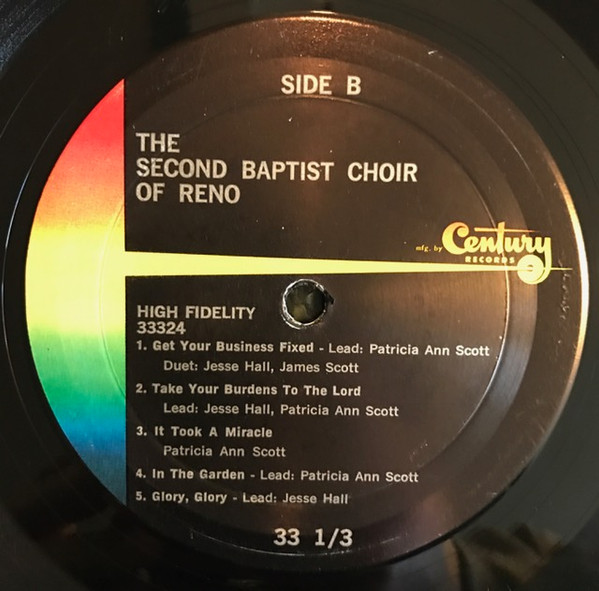 SIDE B
THE
SECOND BAPTIST CHOIR
OF RENO
mfg. by Century
RECORDS
HIGH FIDELITY
33324
1. Get Your Business Fixed - Lead: Patricia Ann Scott
Duet: Jesse Hall, James Scott
2. Take Your Burdens To The Lord
Lead: Jesse Hall, Patricia Ann Scott
3. It Took A Miracle
Patricia Ann Scott
4. In The Garden - Lead: Patricia Ann Scott
5. Glory, Glory - Lead: Jesse Hall
33 1/3